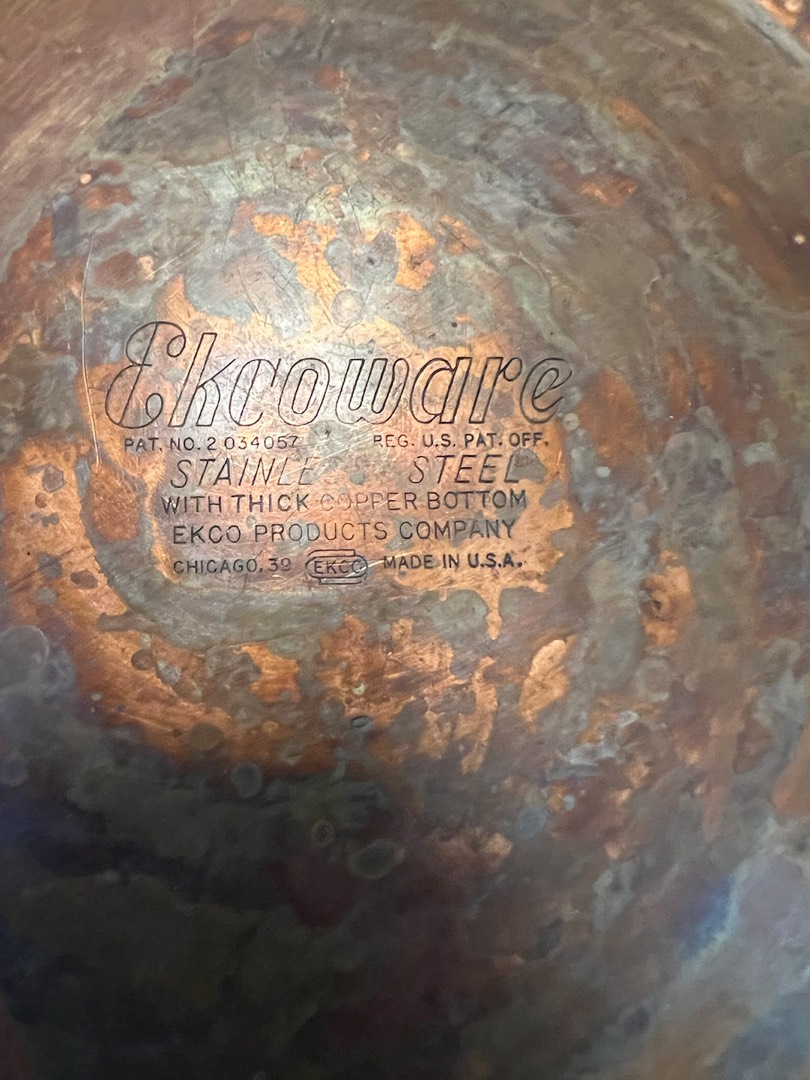 Ekcoware
PAT. NO. 2 034057 REG. U.S. PAT. OFF.
STAINLESS STEEL
WITH THICK COPPER BOTTOM
EKCO PRODUCTS COMPANY
CHICAGO, 39 EKCO MADE IN U.S.A.